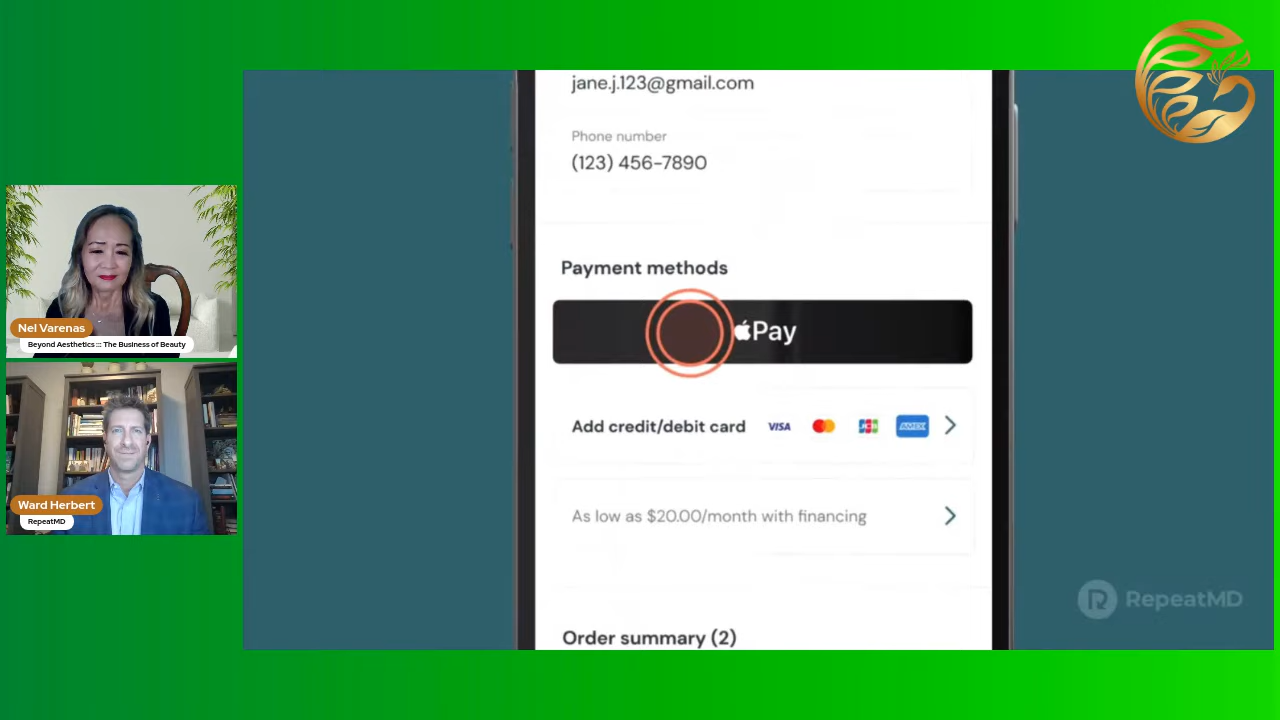 jane.j.123@gmail.com
Phone number
(123) 456-7890
Payment methods
Pay
Add credit/debit card VISA JCB AMEX
As low as $20.00/month with financing
Order summary (2)
RepeatMD
Nel Varenas
Beyond Aesthetics ::: The Business of Beauty
Ward Herbert
RepeatMD